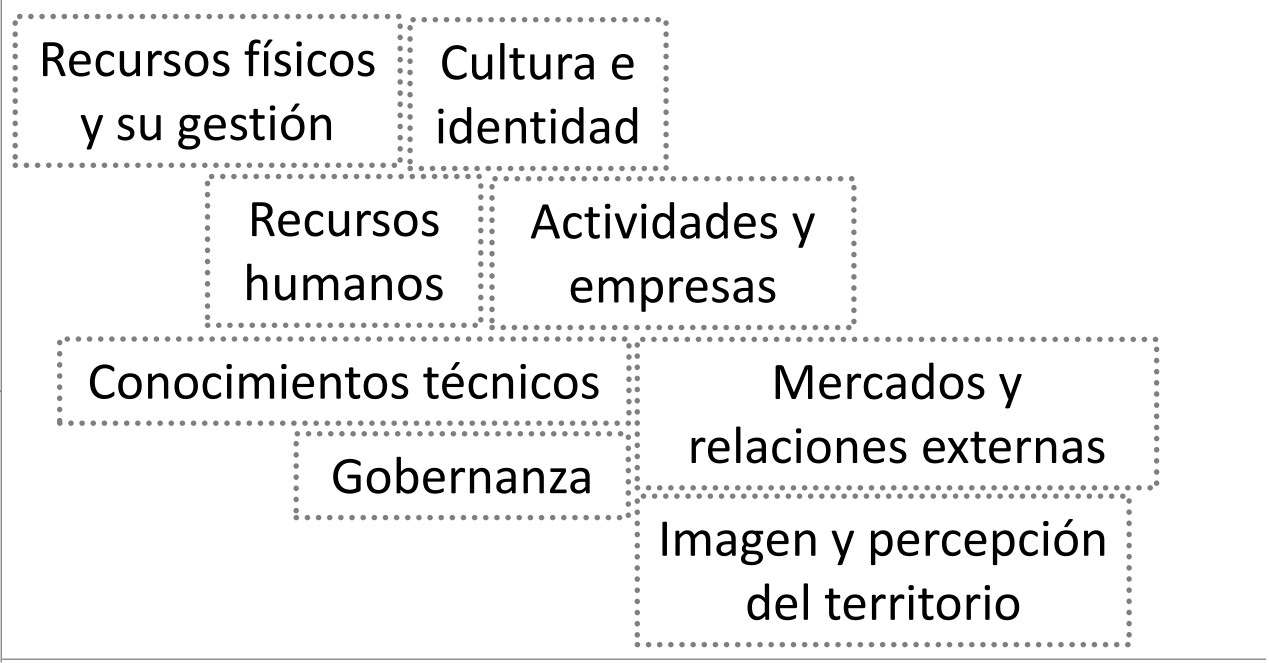 Recursos físicos
y su gestión
Cultura e
identidad
Recursos
humanos
Actividades y
empresas
Conocimientos técnicos
Mercados y
relaciones externas
Gobernanza
Imagen y percepción
del territorio